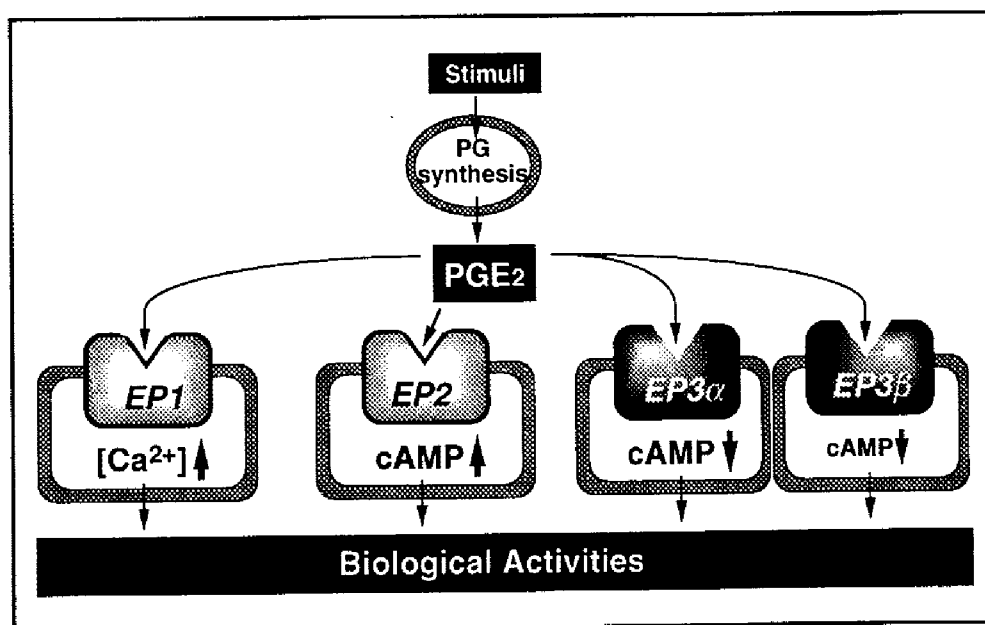 Stimuli
PG
synthesis
PGE2
EP1
EP2
EP3α
EP3β
[Ca²⁺]
cAMP
cAMP
cAMP
Biological Activities